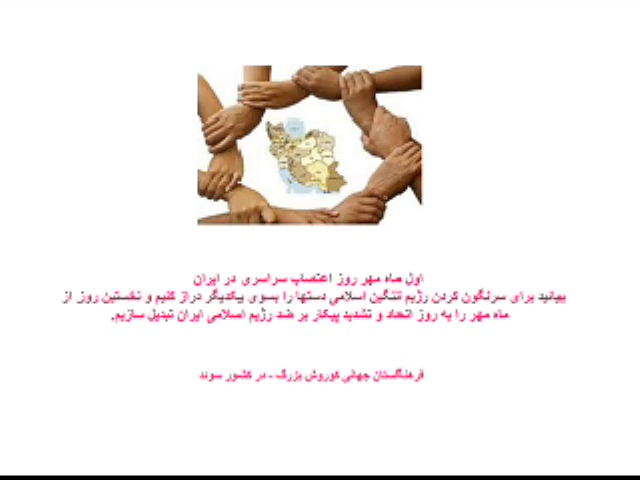 اول ماه مهر روز اعتصاب سراسری در ایران
بیائید برای سرنگون کردن رژیم ننگین اسلامی دستها را بسوی یکدیگر دراز کنیم و نخستین روز از
ماه مهر را به روز اتحاد و تشدید پیکار بر ضد رژیم اسلامی ایران تبدیل سازیم.
فرهنگستان جهانی کوروش بزرگ - در کشور سوئد